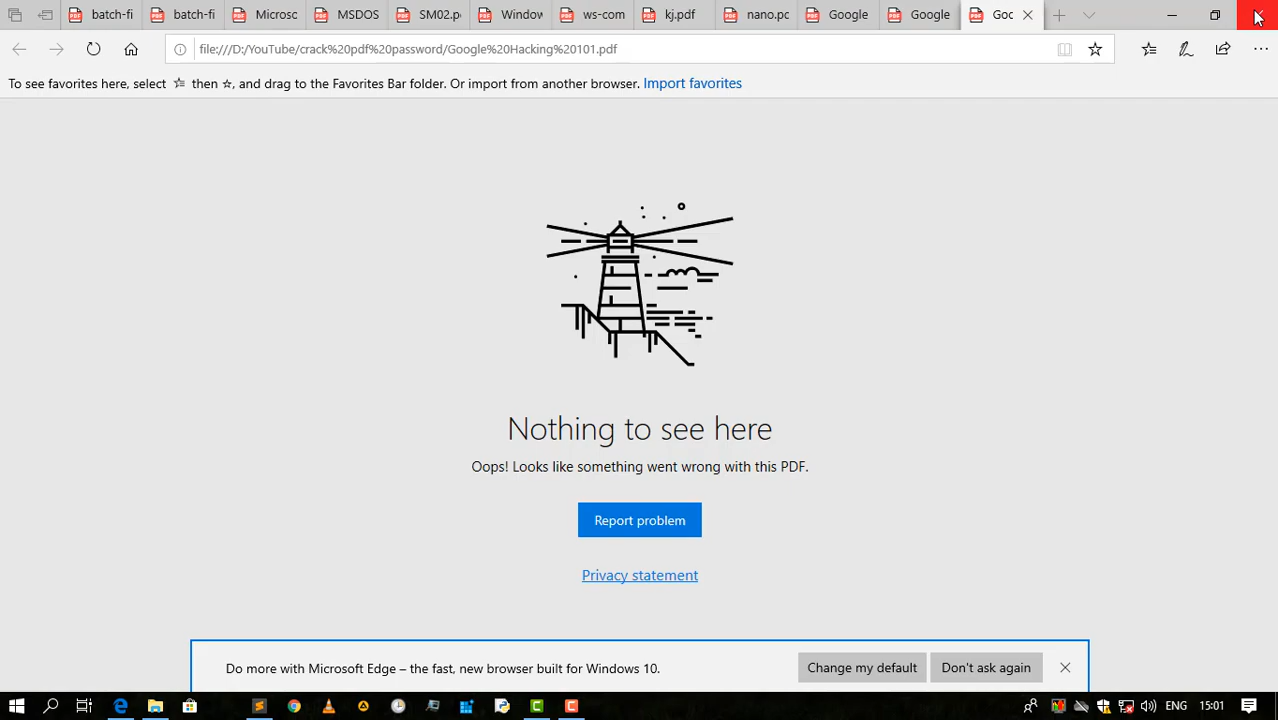 batch-fi batch-fi Microsc MSDOS SM02.p Window ws-com kj.pdf nano.pc Google Google Goc
file:///D:/YouTube/crack%20pdf%20password/Google%20Hacking%20101.pdf
To see favorites here, select then ☆, and drag to the Favorites Bar folder. Or import from another browser. Import favorites
Nothing to see here
Oops! Looks like something went wrong with this PDF.
Report problem
Privacy statement
Do more with Microsoft Edge – the fast, new browser built for Windows 10. Change my default Don't ask again
ENG 15:01